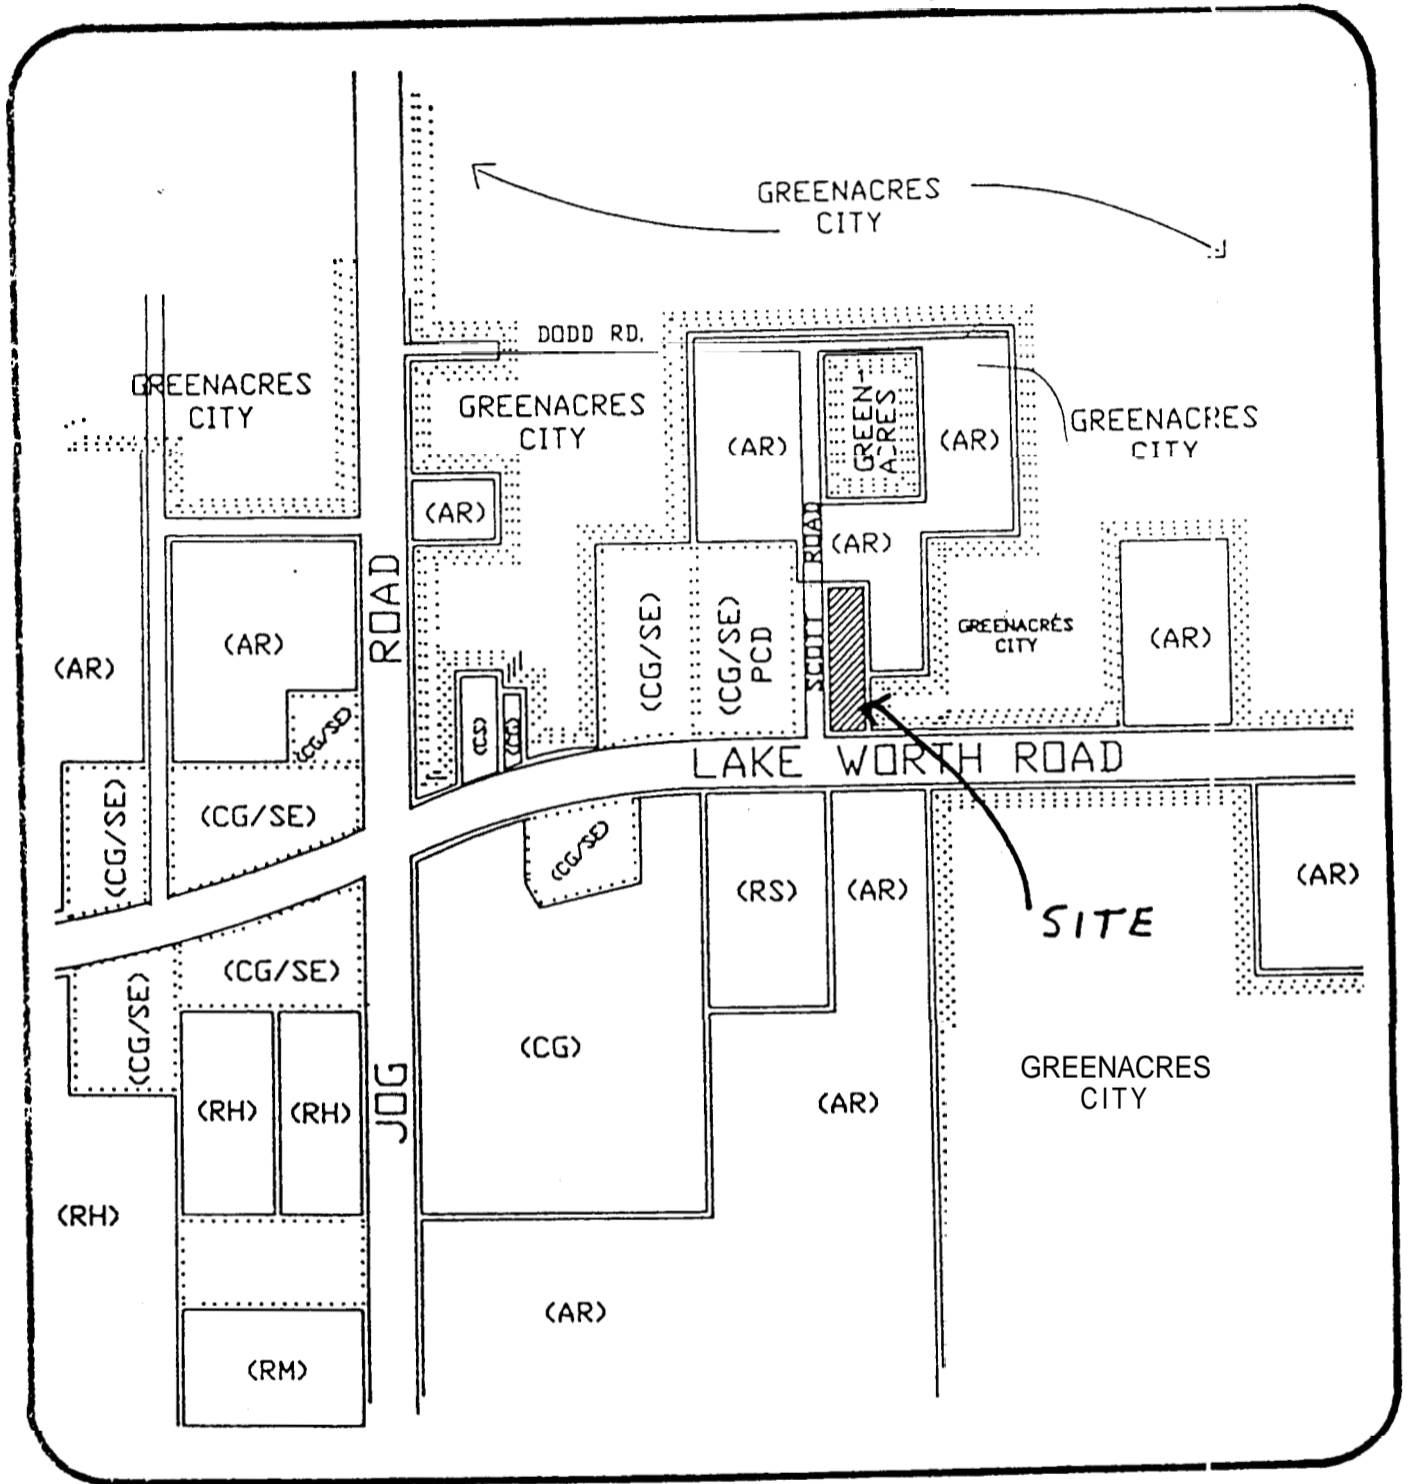 GREENACRES
CITY
DODD RD.
GREENACRES
CITY
GREENACRES
CITY
(AR)
GREEN-
ACRES
(AR)
GREENACRES
CITY
(AR)
(AR)
SCOTT ROAD
ROAD
(AR)
(AR)
(CG/SE)
(CG/SE)
PCD
GREENACRES
CITY
(AR)
(CG/SE)
(CS)
LAKE WORTH ROAD
(CG/SE)
(CG/SE)
(CG/SE)
(RS)
(AR)
(AR)
SITE
(CG/SE)
(CG/SE)
(CG)
GREENACRES
CITY
JOG
(RH)
(RH)
(AR)
(RH)
(AR)
(RM)